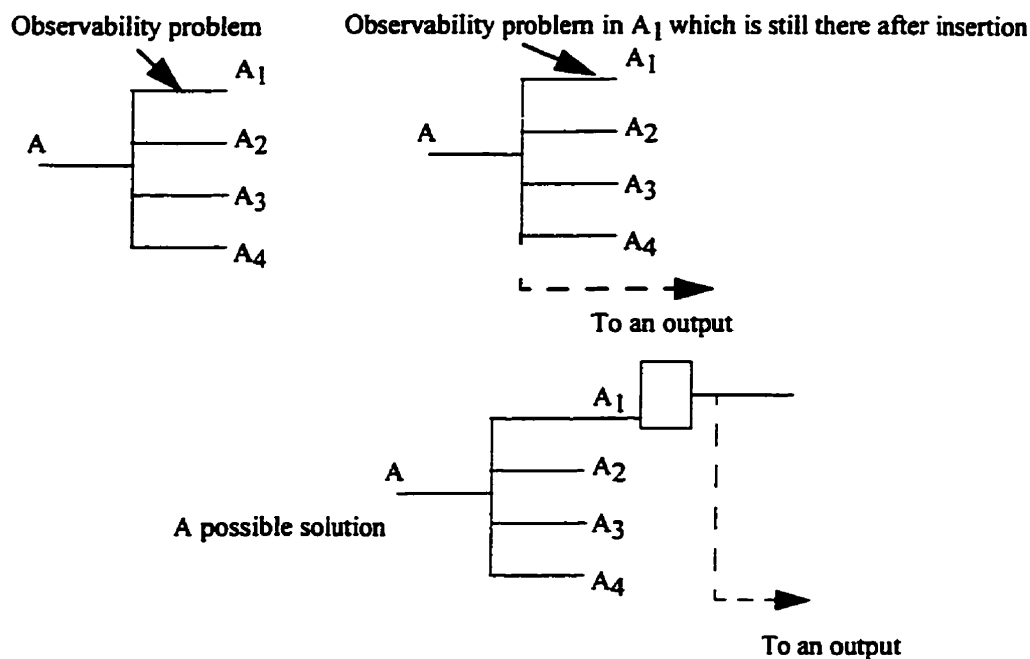 Observability problem
Observability problem in A1 which is still there after insertion
A1
A
A2
A3
A4
A1
A
A2
A3
A4
To an output
A1
A
A2
A possible solution
A3
A4
To an output